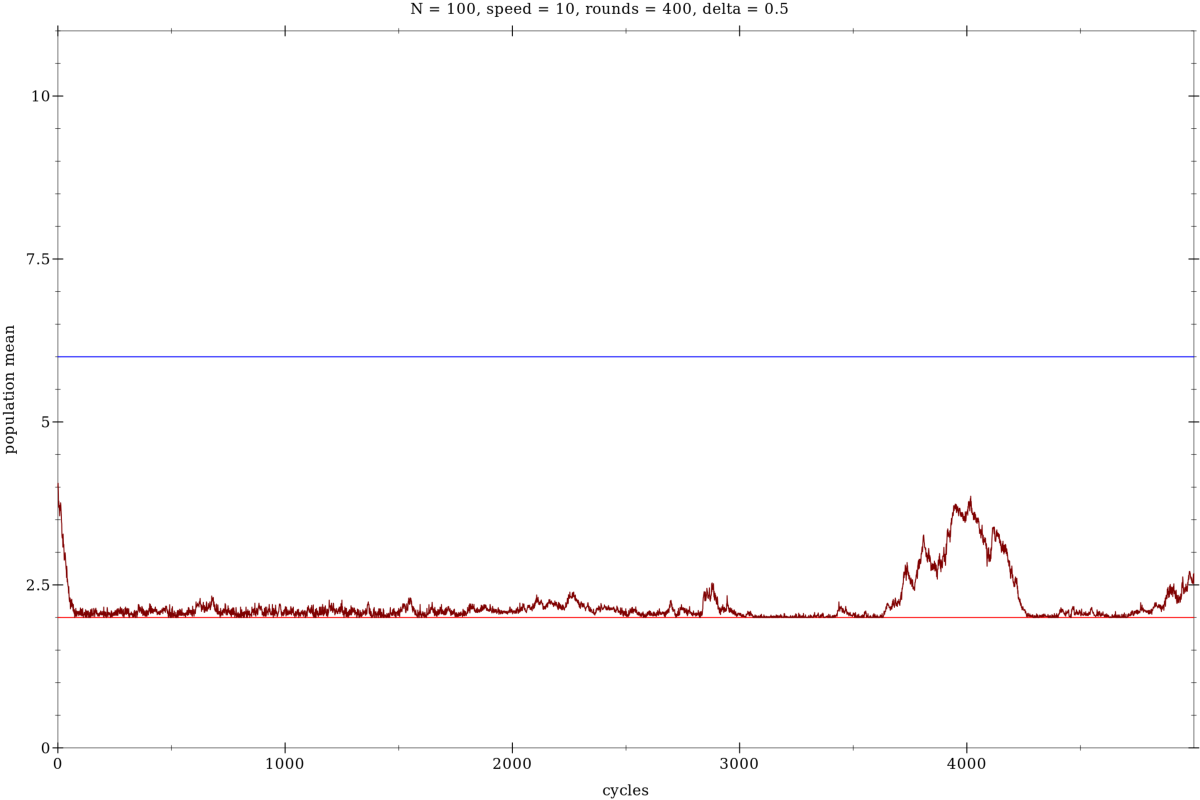 N = 100, speed = 10, rounds = 400, delta = 0.5
10
7.5
5
2.5
0
population mean
0 1000 2000 3000 4000
cycles